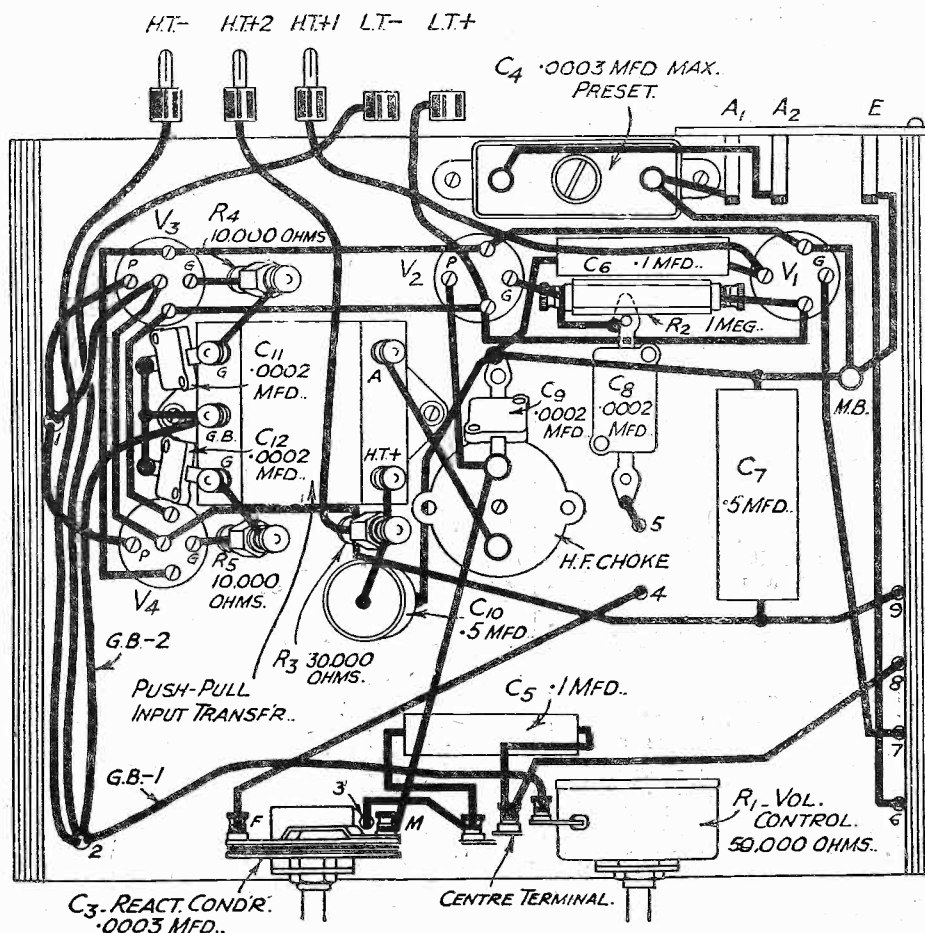 H.T.- H.T.+2 H.T.+1 L.T.- L.T.+
C4 .0003 MFD MAX.
PRESET.
A1 A2 E
V3
R4
10.000 OHMS
P G
V2
P G
C6 .1 MFD..
V1
G
R2 1 MEG..
C11
.0002
MFD..
G
A
C9
.0002
MFD
C8
.0002
MFD.
M.B.
1
G.B.
C12
.0002
MFD..
G
H.T.+
C7
.5 MFD..
5
P G
R5
10.000
OHMS.
V4
H.F. CHOKE
4
9
C10
.5 MFD..
G.B.-2
R3 30.000
OHMS.
PUSH-PULL
INPUT TRANSF'R..
C5 .1 MFD..
8
7
G.B.-1
F 3 M
2
R1-VOL.
CONTROL.
50,000 OHMS..
6
C3-REACT. COND'R.
.0003 MFD..
CENTRE TERMINAL.